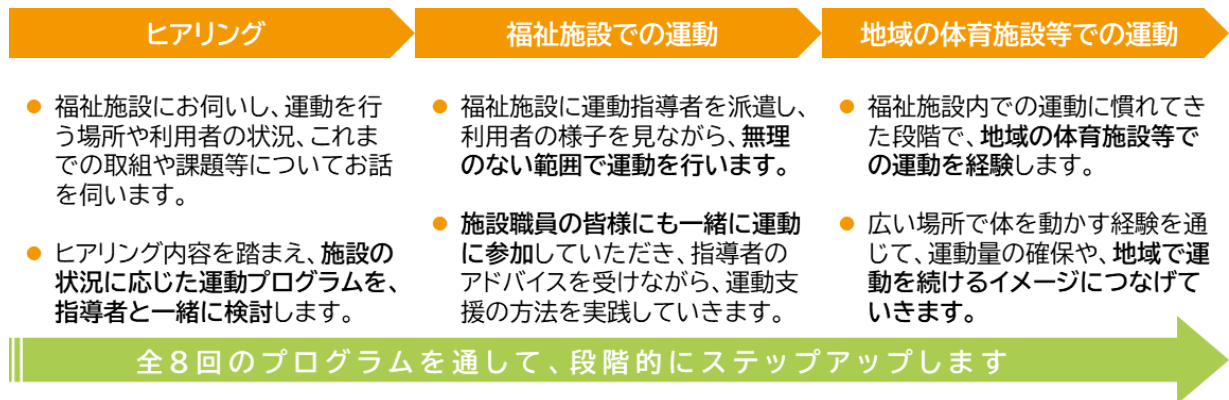 ヒアリング
福祉施設にお伺いし、運動を行
う場所や利用者の状況、これま
での取組や課題等についてお話
を伺います。
ヒアリング内容を踏まえ、施設の
状況に応じた運動プログラムを、
指導者と一緒に検討します。
福祉施設での運動
福祉施設に運動指導者を派遣し、
利用者の様子を見ながら、無理
のない範囲で運動を行います。
施設職員の皆様にも一緒に運動
に参加していただき、指導者の
アドバイスを受けながら、運動支
援の方法を実践していきます。
地域の体育施設等での運動
福祉施設内での運動に慣れてき
た段階で、地域の体育施設等で
の運動を経験します。
広い場所で体を動かす経験を通
じて、運動量の確保や、地域で運
動を続けるイメージにつなげて
いきます。
全8回のプログラムを通して、段階的にステップアップします